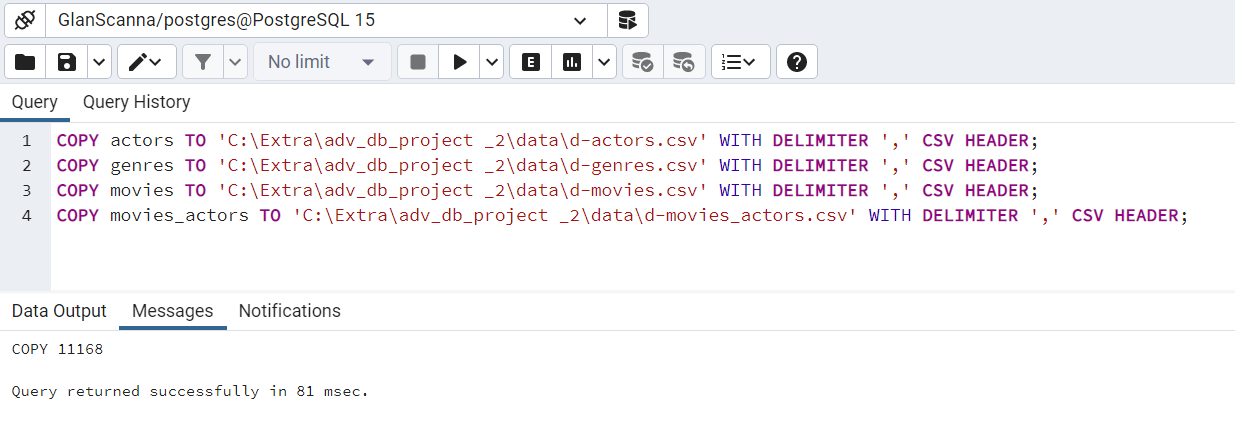 GlanScanna/postgres@PostgreSQL 15
No limit
E
Query Query History
1 COPY actors TO 'C:\Extra\adv_db_project _2\data\d-actors.csv' WITH DELIMITER ',' CSV HEADER;
2 COPY genres TO 'C:\Extra\adv_db_project _2\data\d-genres.csv' WITH DELIMITER ',' CSV HEADER;
3 COPY movies TO 'C:\Extra\adv_db_project _2\data\d-movies.csv' WITH DELIMITER ',' CSV HEADER;
4 COPY movies_actors TO 'C:\Extra\adv_db_project _2\data\d-movies_actors.csv' WITH DELIMITER ',' CSV HEADER;
Data Output Messages Notifications
COPY 11168
Query returned successfully in 81 msec.